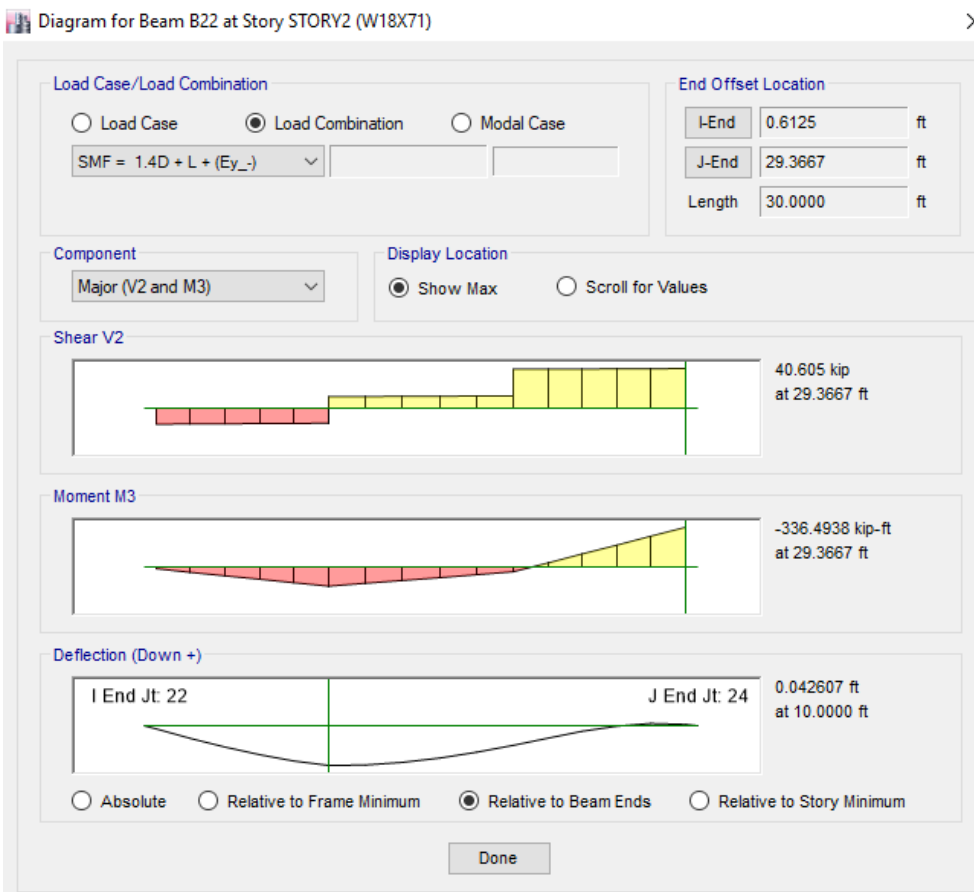 Diagram for Beam B22 at Story STORY2 (W18X71)
Load Case/Load Combination
Load Case
Load Combination
Modal Case
SMF = 1.4D + L + (Ey_-)
End Offset Location
I-End 0.6125 ft
J-End 29.3667 ft
Length 30.0000 ft
Component
Major (V2 and M3)
Display Location
Show Max
Scroll for Values
Shear V2
40.605 kip
at 29.3667 ft
Moment M3
-336.4938 kip-ft
at 29.3667 ft
Deflection (Down +)
I End Jt: 22
J End Jt: 24
0.042607 ft
at 10.0000 ft
Absolute
Relative to Frame Minimum
Relative to Beam Ends
Relative to Story Minimum
Done